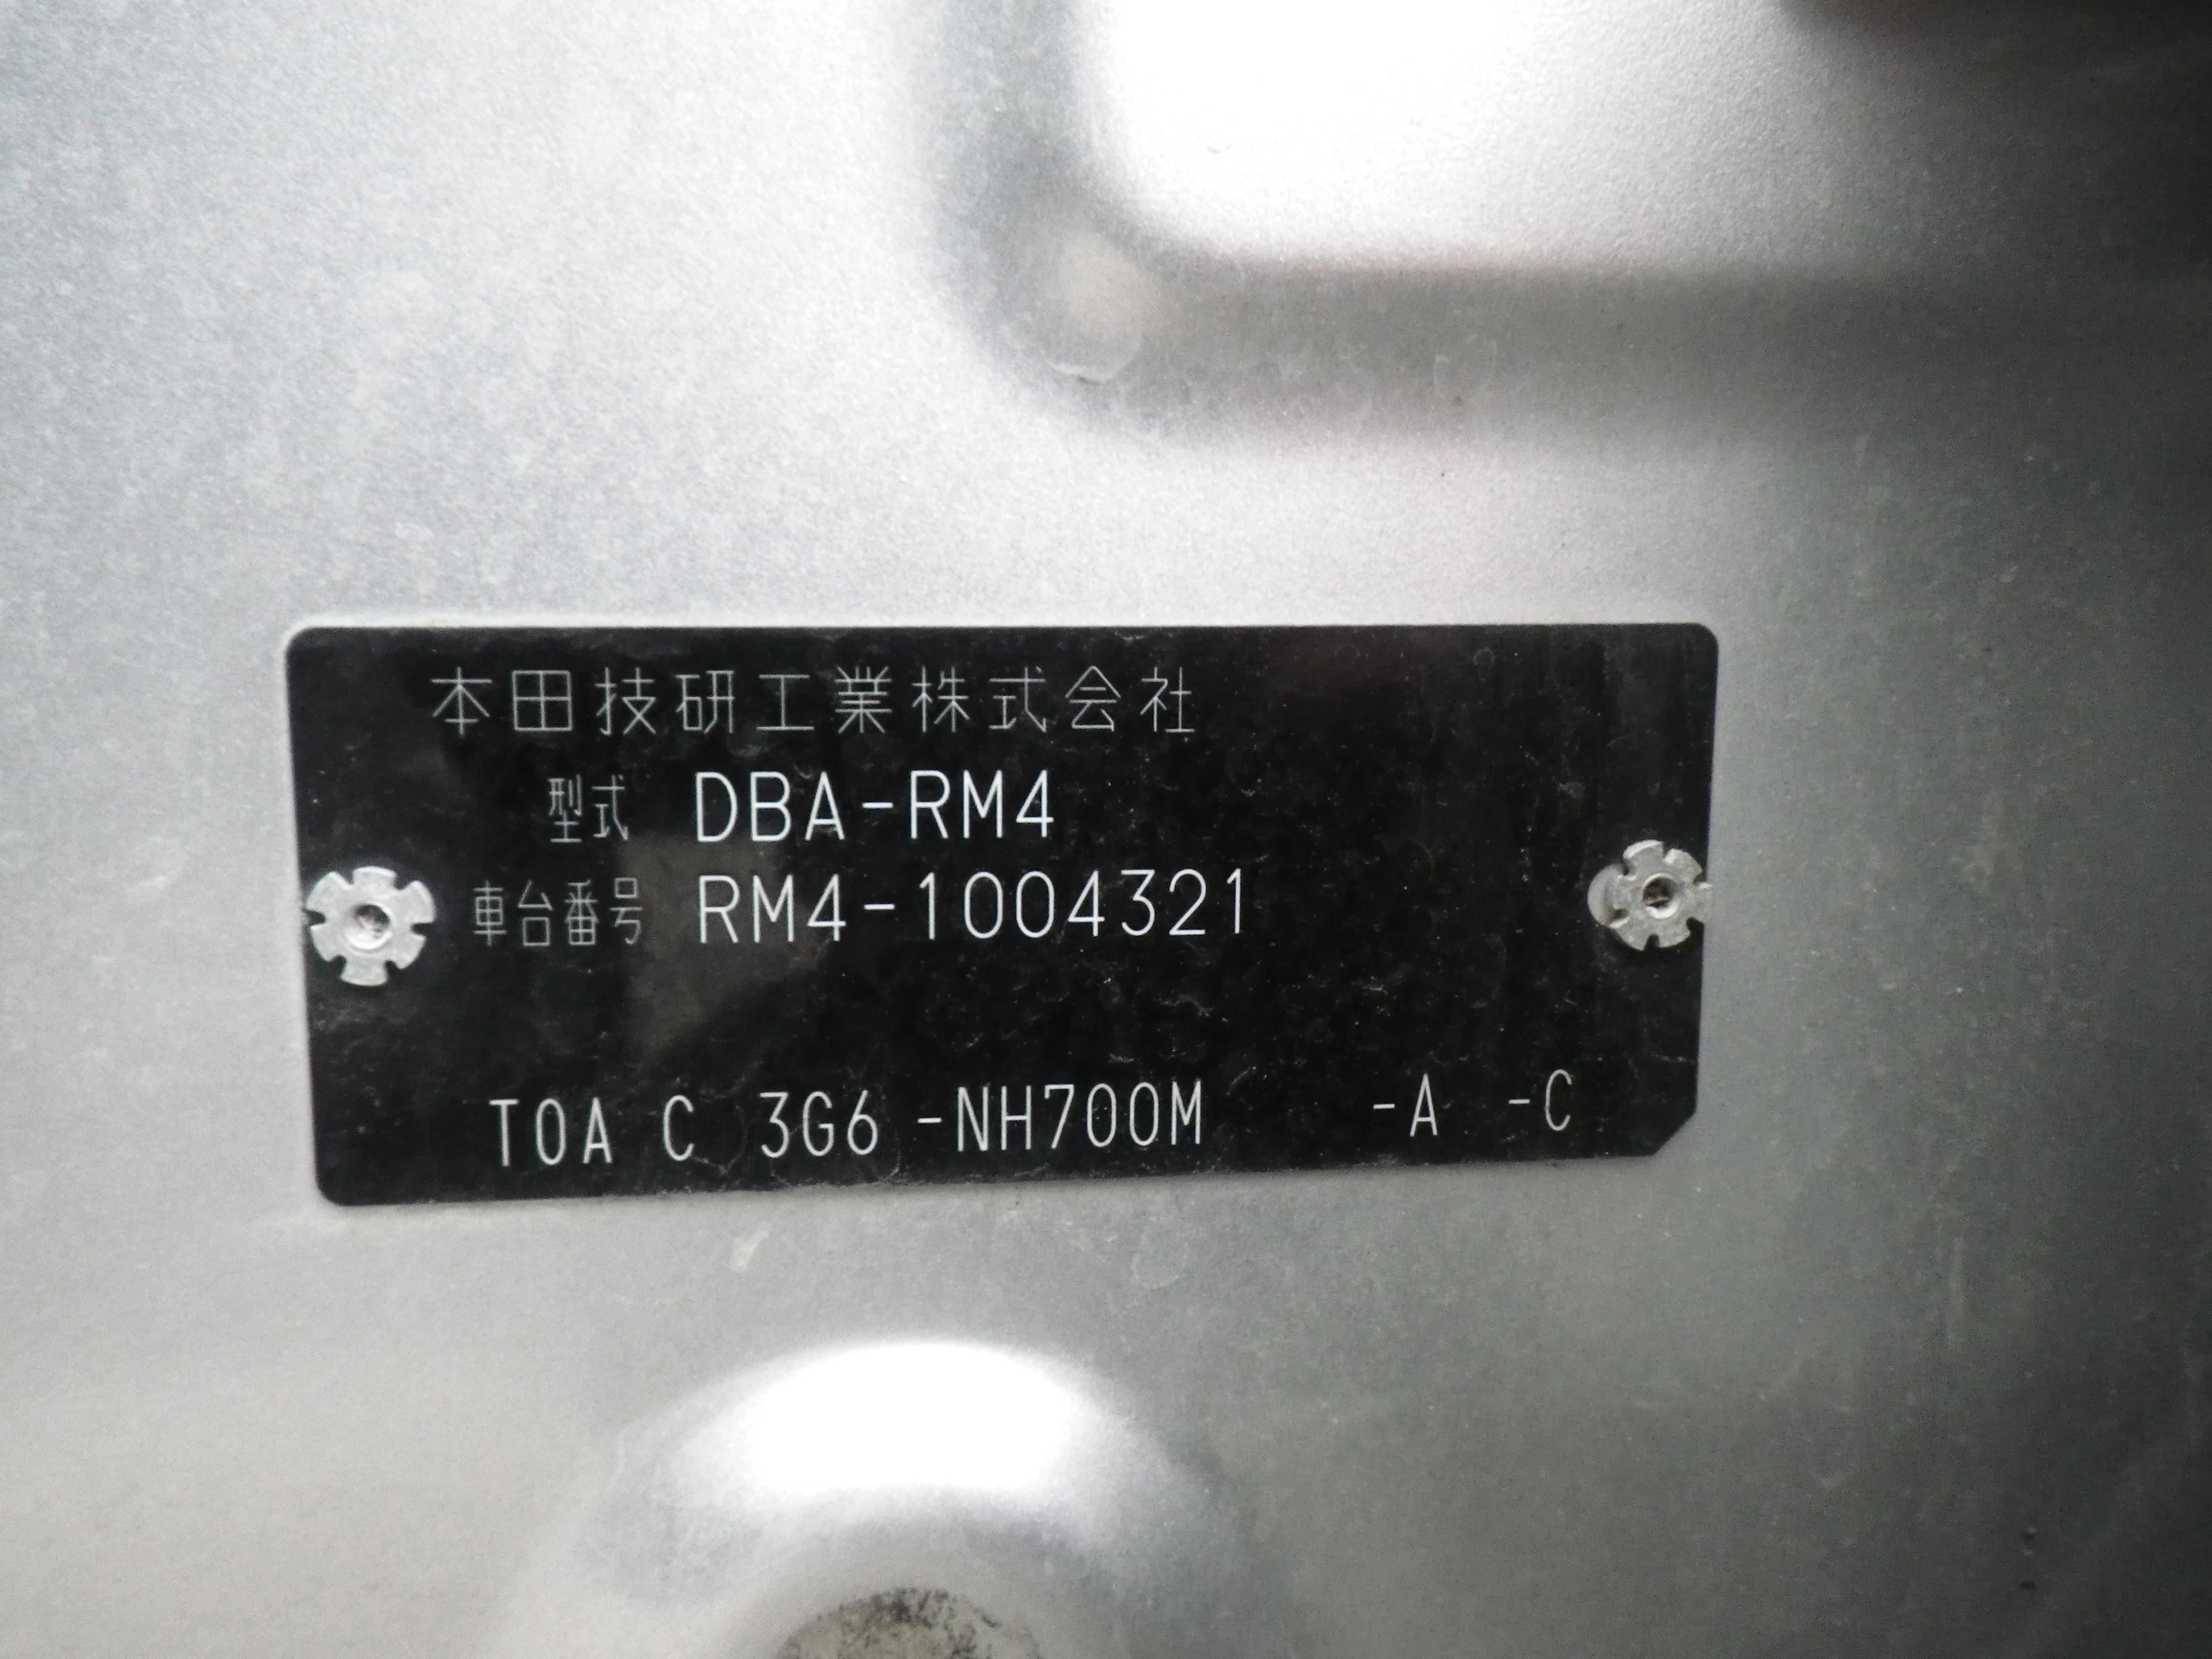 本田技研工業株式会社
型式 DBA-RM4
車台番号 RM4-1004321
T0A C 3G6 -NH700M -A -C